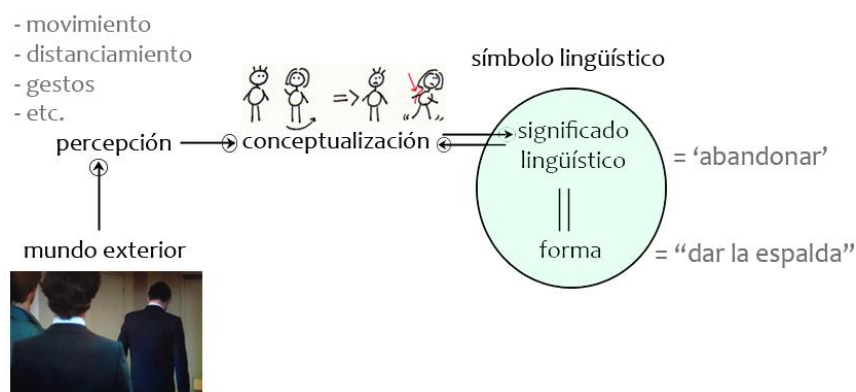 - movimiento
- distanciamiento
- gestos
- etc.
símbolo lingüístico
percepción
conceptualización
=>
significado
lingüístico
= ‘abandonar’
mundo exterior
forma
= “dar la espalda”